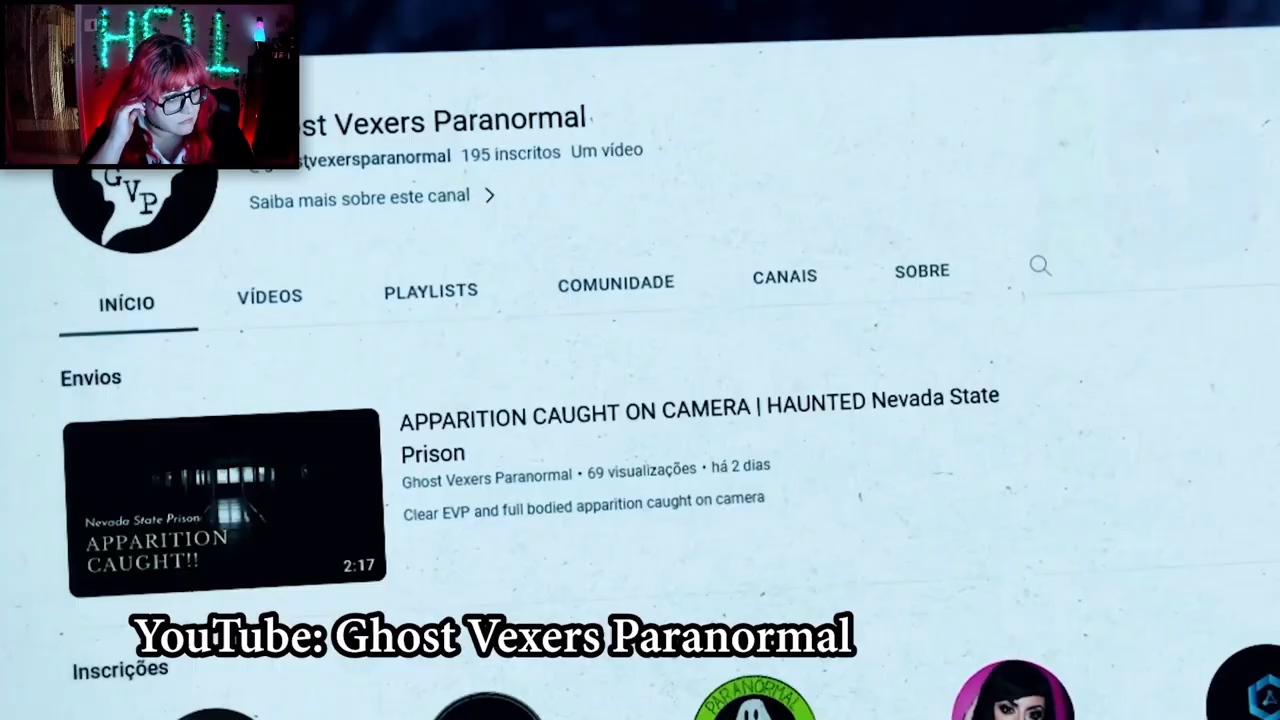 HELL
st Vexers Paranormal
stvexersparanormal 195 inscritos Um vídeo
Saiba mais sobre este canal
GVP
INÍCIO VÍDEOS PLAYLISTS COMUNIDADE CANAIS SOBRE
Envios
APPARITION CAUGHT ON CAMERA | HAUNTED Nevada State
Prison
Ghost Vexers Paranormal • 69 visualizações • há 2 dias
Clear EVP and full bodied apparition caught on camera
Nevada State Prison
APPARITION
CAUGHT!!
2:17
YouTube: Ghost Vexers Paranormal
Inscrições
PARANORMAL